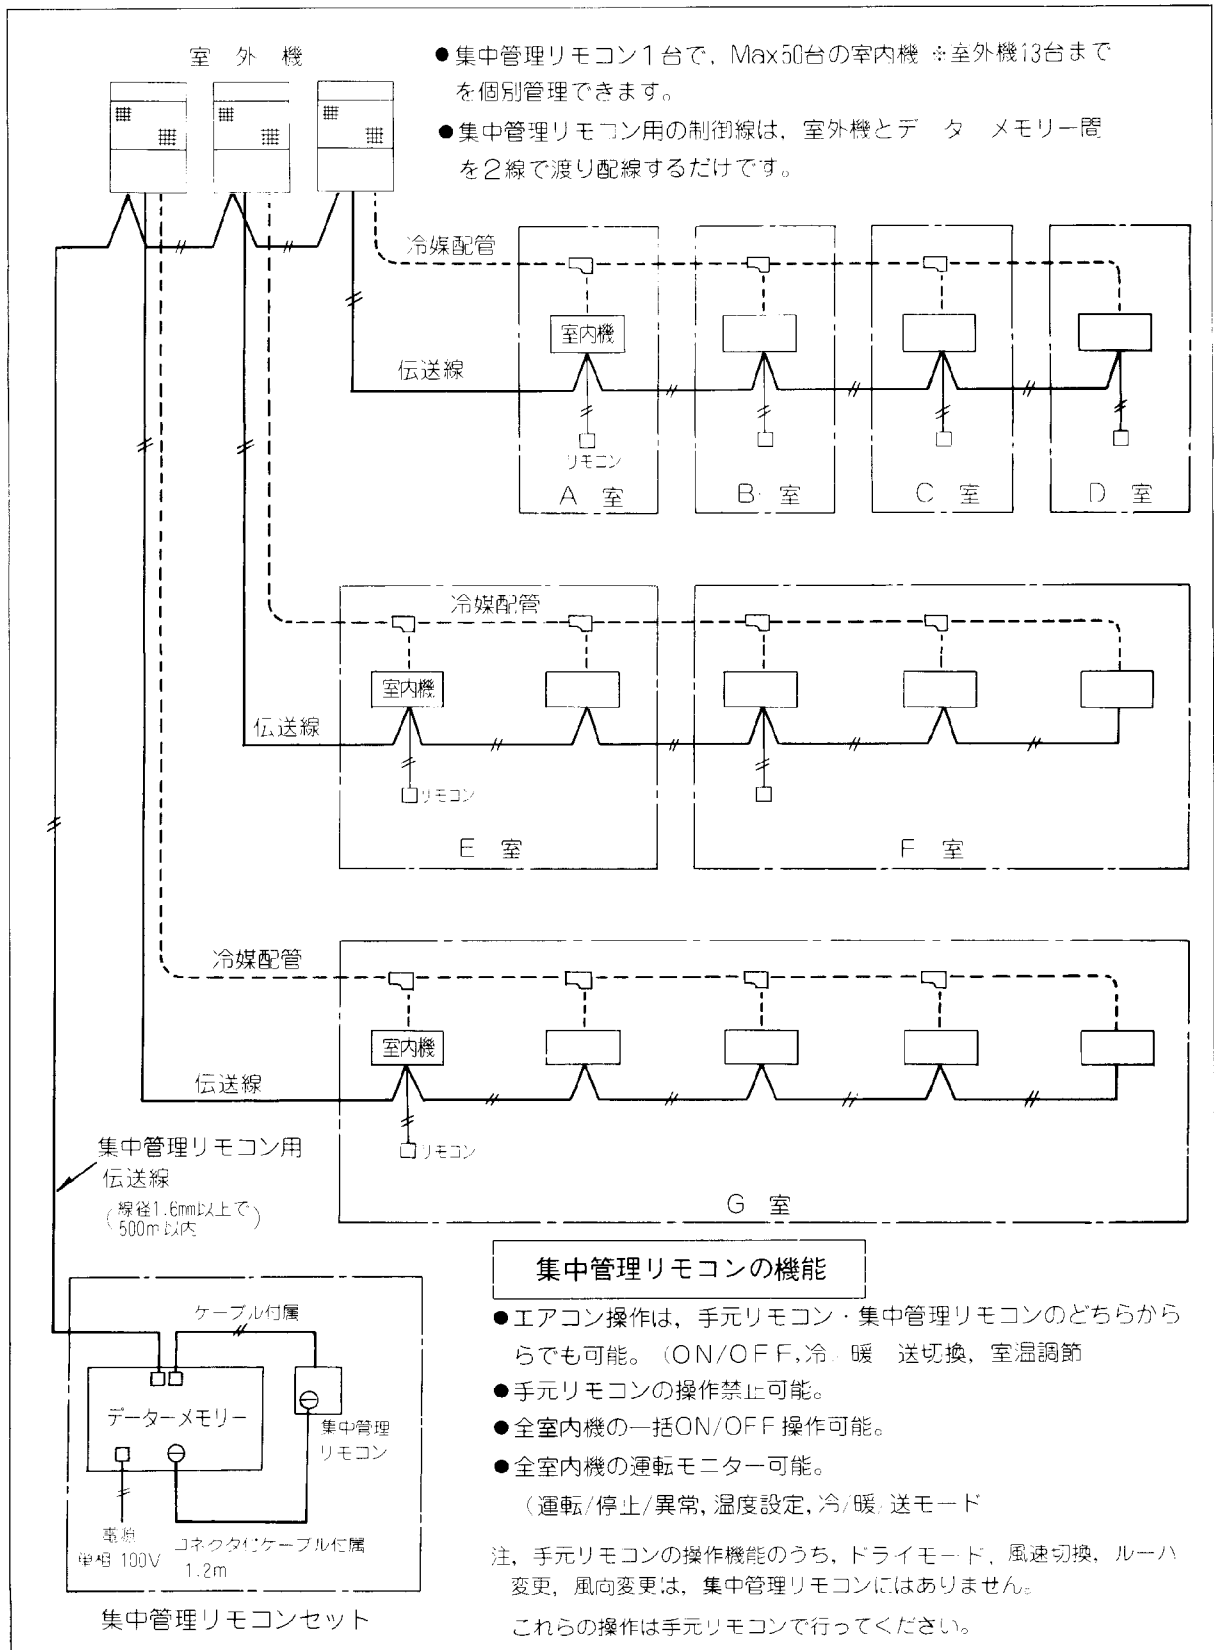 室外機
●集中管理リモコン1台で，Max50台の室内機 ※室外機13台まで
を個別管理できます。
●集中管理リモコン用の制御線は，室外機とデ タ メモリー間
を2線で渡り配線するだけです。
冷媒配管
室内機
伝送線
リモコン
A 室
B 室
C 室
D 室
冷媒配管
室内機
伝送線
リモコン
E 室
F 室
冷媒配管
室内機
伝送線
リモコン
G 室
集中管理リモコン用
伝送線
(線径1.6mm以上で
500m以内)
ケーブル付属
データーメモリー
集中管理
リモコン
電源
単相 100V
コネクタ付ケーブル付属
1.2m
集中管理リモコンセット
集中管理リモコンの機能
●エアコン操作は，手元リモコン・集中管理リモコンのどちらから
らでも可能。(ON/OFF,冷 暖 送切換，室温調節
●手元リモコンの操作禁止可能。
●全室内機の一括ON/OFF操作可能。
●全室内機の運転モニター可能。
(運転/停止/異常,温度設定,冷/暖 送モード
注，手元リモコンの操作機能のうち，ドライモード，風速切換，ルーハ
変更，風向変更は，集中管理リモコンにはありません。
これらの操作は手元リモコンで行ってください。